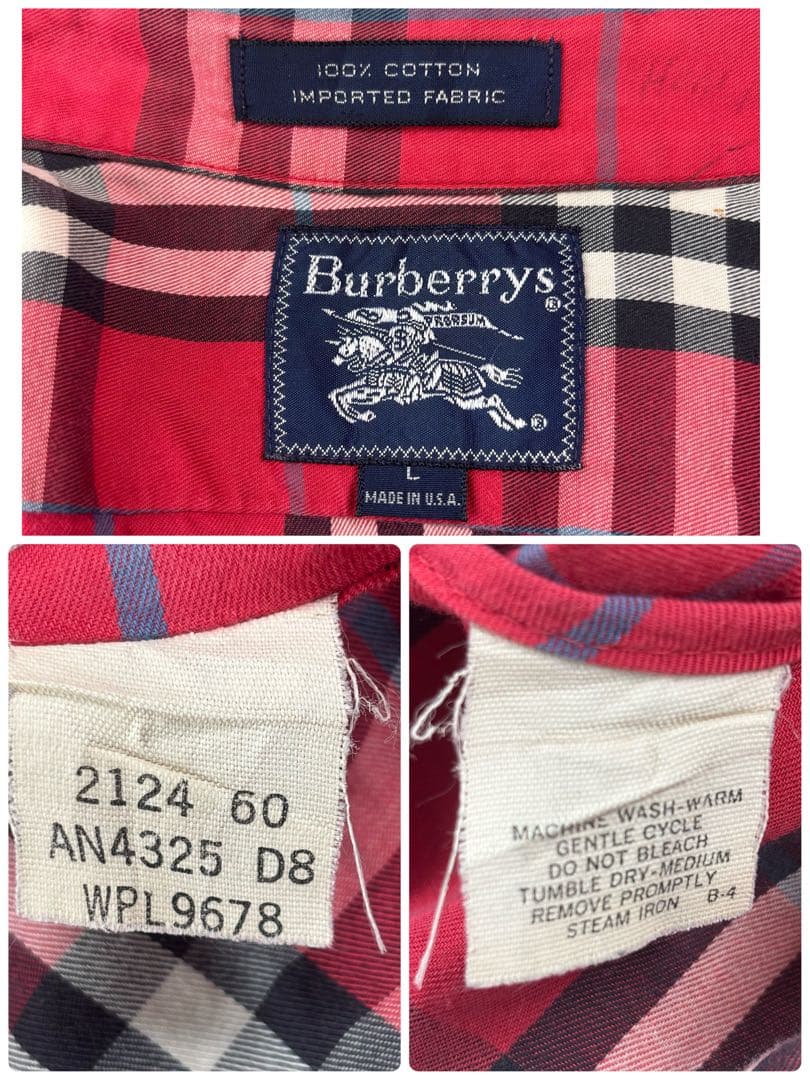 100% COTTON
IMPORTED FABRIC
Burberrys
®
PRORSUM
®
L
MADE IN U.S.A.
2124 60
AN4325 D8
WPL9678
MACHINE WASH-WARM
GENTLE CYCLE
DO NOT BLEACH
TUMBLE DRY-MEDIUM
REMOVE PROMPTLY
STEAM IRON B-4